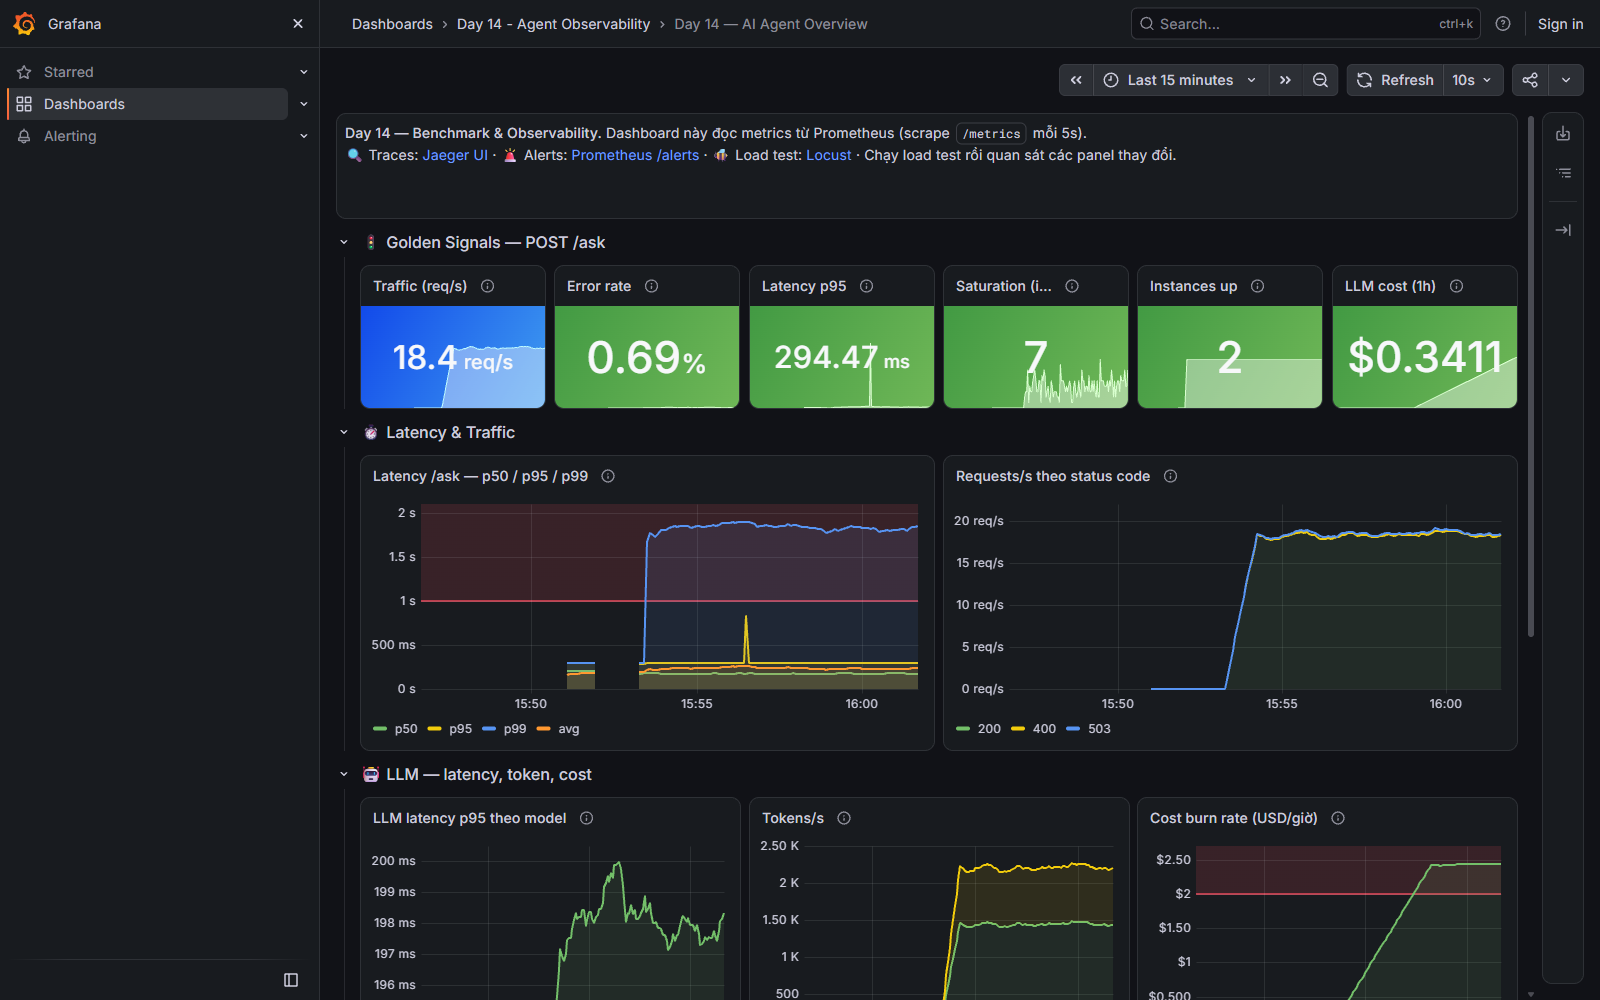 Grafana
Dashboards › Day 14 - Agent Observability › Day 14 — AI Agent Overview
Search...
ctrl+k
Sign in
Starred
Dashboards
Alerting
Last 15 minutes
Refresh
10s
Day 14 — Benchmark & Observability. Dashboard này đọc metrics từ Prometheus (scrape /metrics mỗi 5s).
Traces: Jaeger UI · Alerts: Prometheus /alerts · Load test: Locust · Chạy load test rồi quan sát các panel thay đổi.
Golden Signals — POST /ask
Traffic (req/s)
Error rate
Latency p95
Saturation (i...
Instances up
LLM cost (1h)
18.4 req/s
0.69%
294.47 ms
7
2
$0.3411
Latency & Traffic
Latency /ask — p50 / p95 / p99
2 s
1.5 s
1 s
500 ms
0 s
15:50
15:55
16:00
p50
p95
p99
avg
Requests/s theo status code
20 req/s
15 req/s
10 req/s
5 req/s
0 req/s
15:50
15:55
16:00
200
400
503
LLM — latency, token, cost
LLM latency p95 theo model
200 ms
199 ms
198 ms
197 ms
196 ms
Tokens/s
2.50 K
2 K
1.50 K
1 K
500
Cost burn rate (USD/giờ)
$2.50
$2
$1.50
$1
$0.500